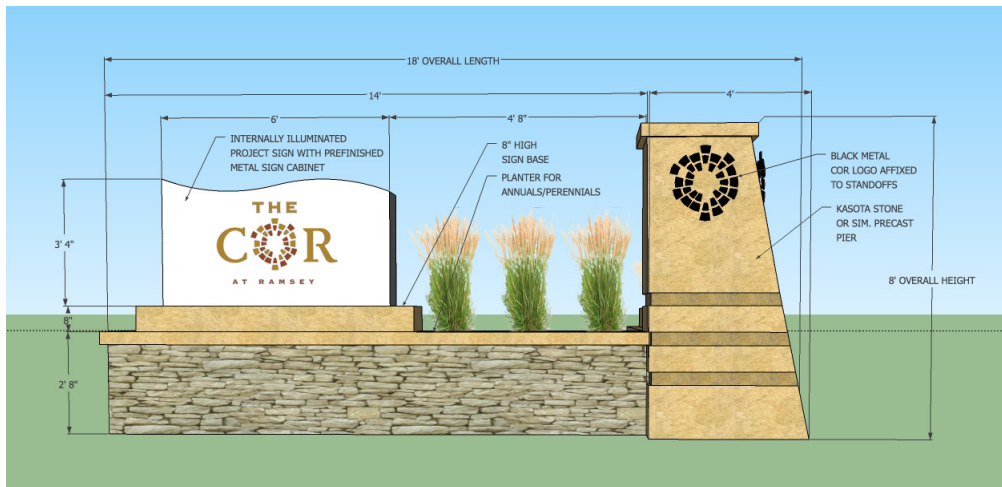 18' OVERALL LENGTH
14'
4'
6'
4' 8"
INTERNALLY ILLUMINATED
PROJECT SIGN WITH PREFINISHED
METAL SIGN CABINET
8" HIGH
SIGN BASE
PLANTER FOR
ANNUALS/PERENNIALS
BLACK METAL
COR LOGO AFFIXED
TO STANDOFFS
KASOTA STONE
OR SIM. PRECAST
PIER
THE
COR
AT RAMSEY
3' 4"
8"
2' 8"
8' OVERALL HEIGHT